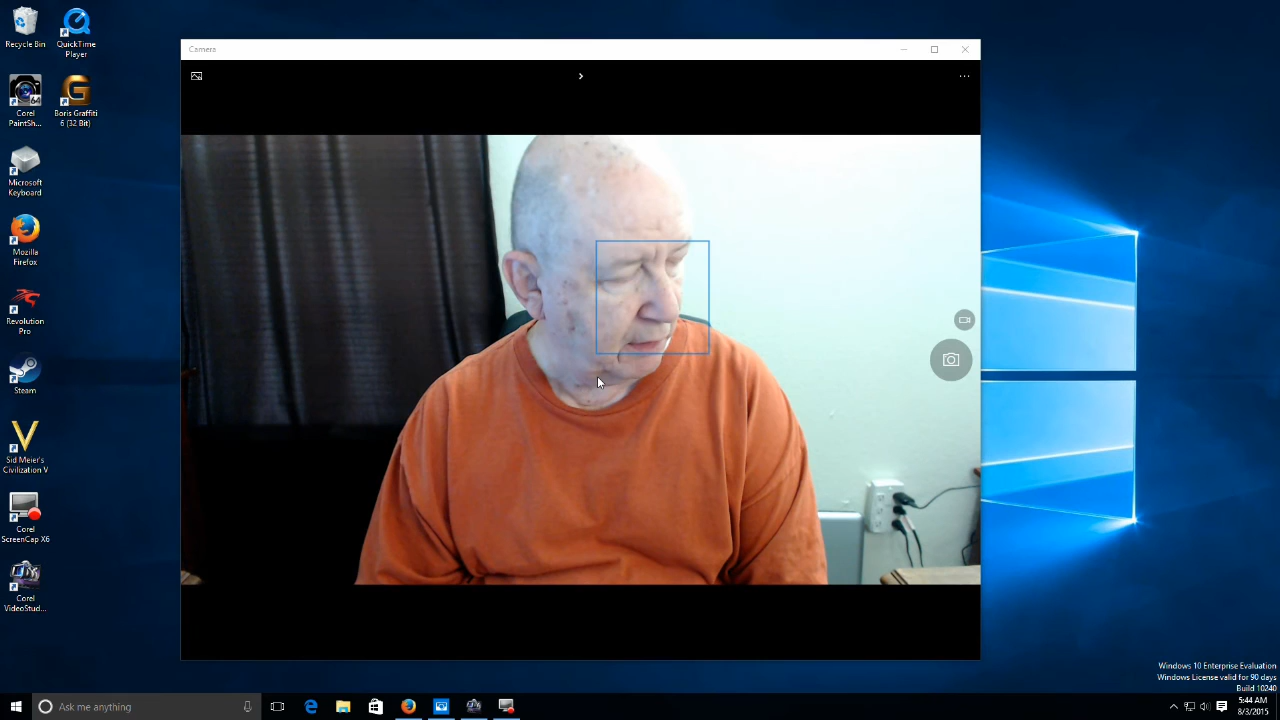 Recycle Bin
QuickTime
Player
Corel
PaintSh...
Boris Graffiti
6 (32 Bit)
Microsoft
Keyboard
Mozilla
Firefox
Revolution
Pro
Steam
Sid Meier's
Civilization V
Corel
ScreenCap X6
Corel
VideoStud...
Camera
64
Windows 10 Enterprise Evaluation
Windows License valid for 90 days
Build 10240
Ask me anything
5:44 AM
8/3/2015